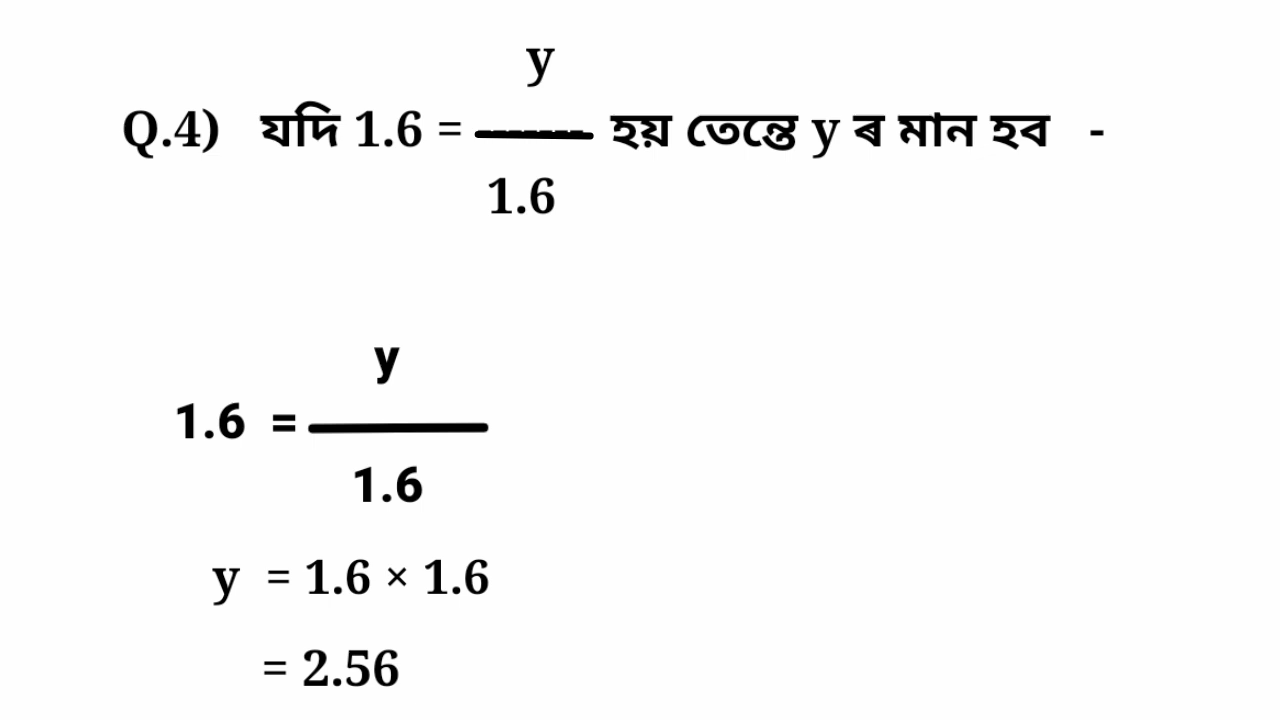 y
Q.4) যদি 1.6 = ------- হয় তেন্তে y ৰ মান হব -
1.6
y
1.6 =
1.6
y = 1.6 × 1.6
= 2.56